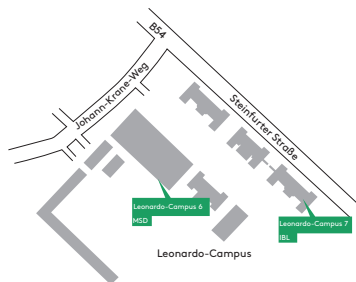 B54
Johann-Krane-Weg
Steinfurter Straße
Leonardo-Campus 6
MSD
Leonardo-Campus 7
IBL
Leonardo-Campus